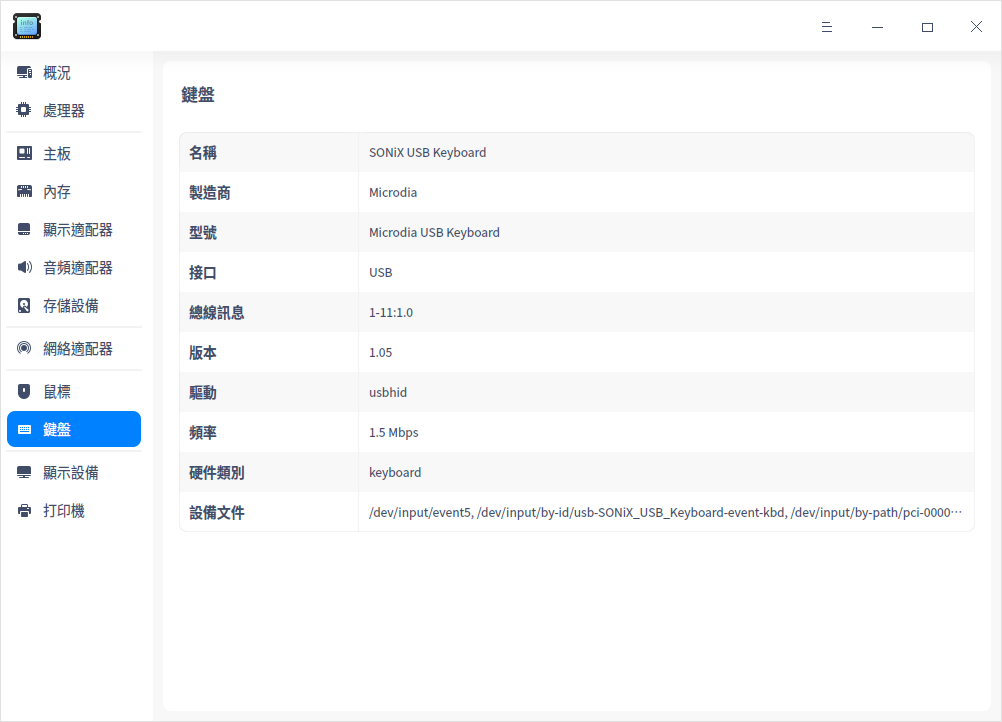 info
概況
處理器
主板
內存
顯示適配器
音頻適配器
存儲設備
網絡適配器
鼠標
鍵盤
顯示設備
打印機
鍵盤
名稱 SONiX USB Keyboard
製造商 Microdia
型號 Microdia USB Keyboard
接口 USB
總線訊息 1-11:1.0
版本 1.05
驅動 usbhid
頻率 1.5 Mbps
硬件類別 keyboard
設備文件 /dev/input/event5, /dev/input/by-id/usb-SONiX_USB_Keyboard-event-kbd, /dev/input/by-path/pci-0000⋯